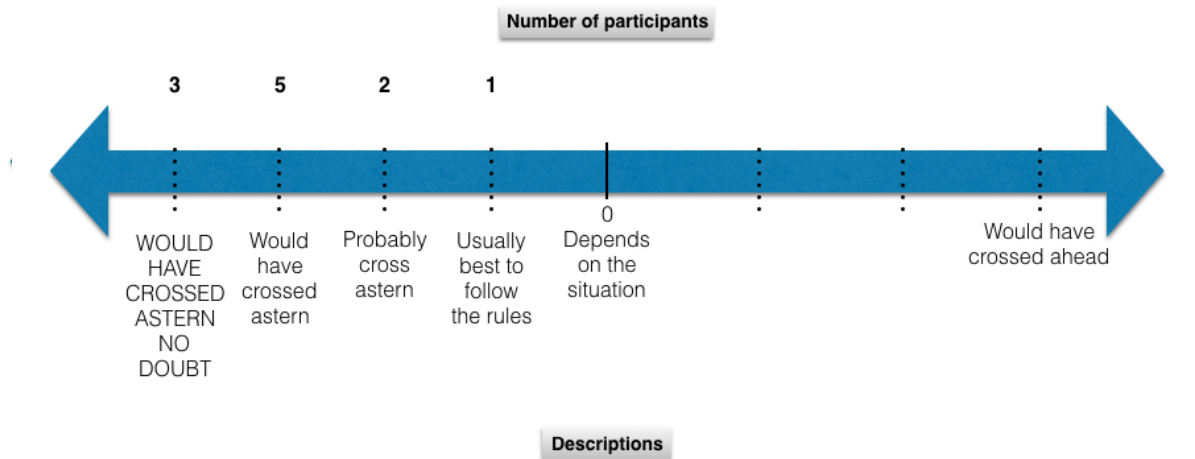 Number of participants
3 5 2 1
0
WOULD
HAVE
CROSSED
ASTERN
NO
DOUBT
Would
have
crossed
astern
Probably
cross
astern
Usually
best to
follow
the rules
Depends
on the
situation
Would have
crossed ahead
Descriptions